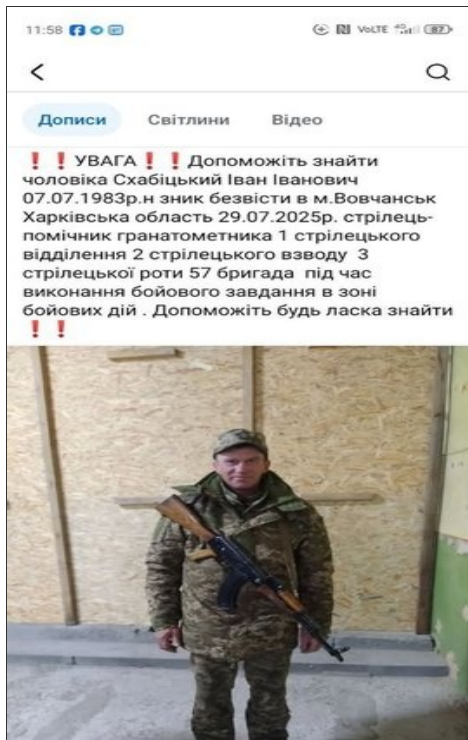 11:58
VoLTE 4G 87
Дописи Світлини Відео
❗❗УВАГА❗❗Допоможіть знайти
чоловіка Схабіцький Іван Іванович
07.07.1983р.н зник безвісти в м.Вовчанськ
Харківська область 29.07.2025р. стрілець-
помічник гранатометника 1 стрілецького
відділення 2 стрілецького взводу 3
стрілецької роти 57 бригада під час
виконання бойового завдання в зоні
бойових дій . Допоможіть будь ласка знайти
❗❗